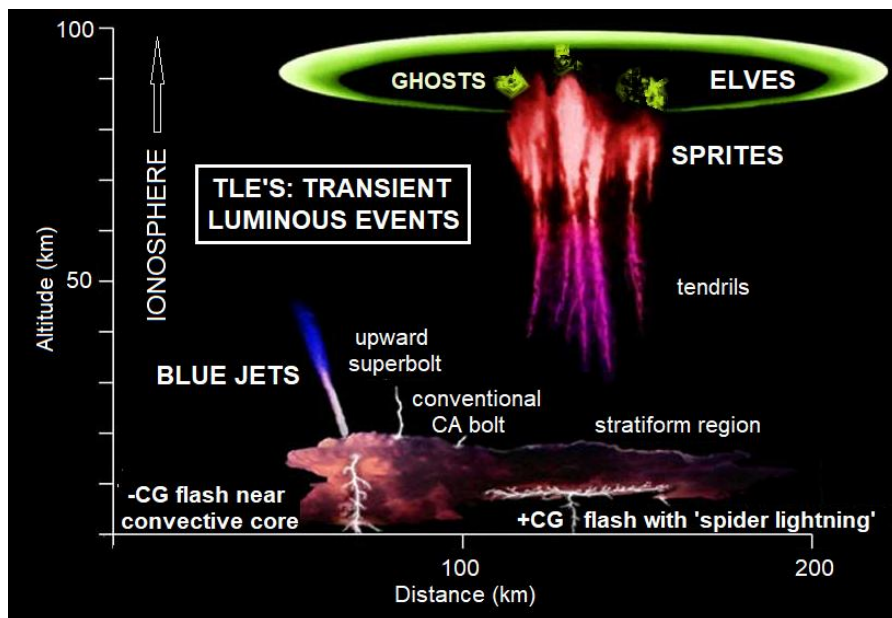 100
GHOSTS
ELVES
SPRITES
TLE'S: TRANSIENT
LUMINOUS EVENTS
IONOSPHERE
Altitude (km)
50
tendrils
upward
superbolt
BLUE JETS
conventional
CA bolt
stratiform region
-CG flash near
convective core
+CG flash with 'spider lightning'
100
200
Distance (km)